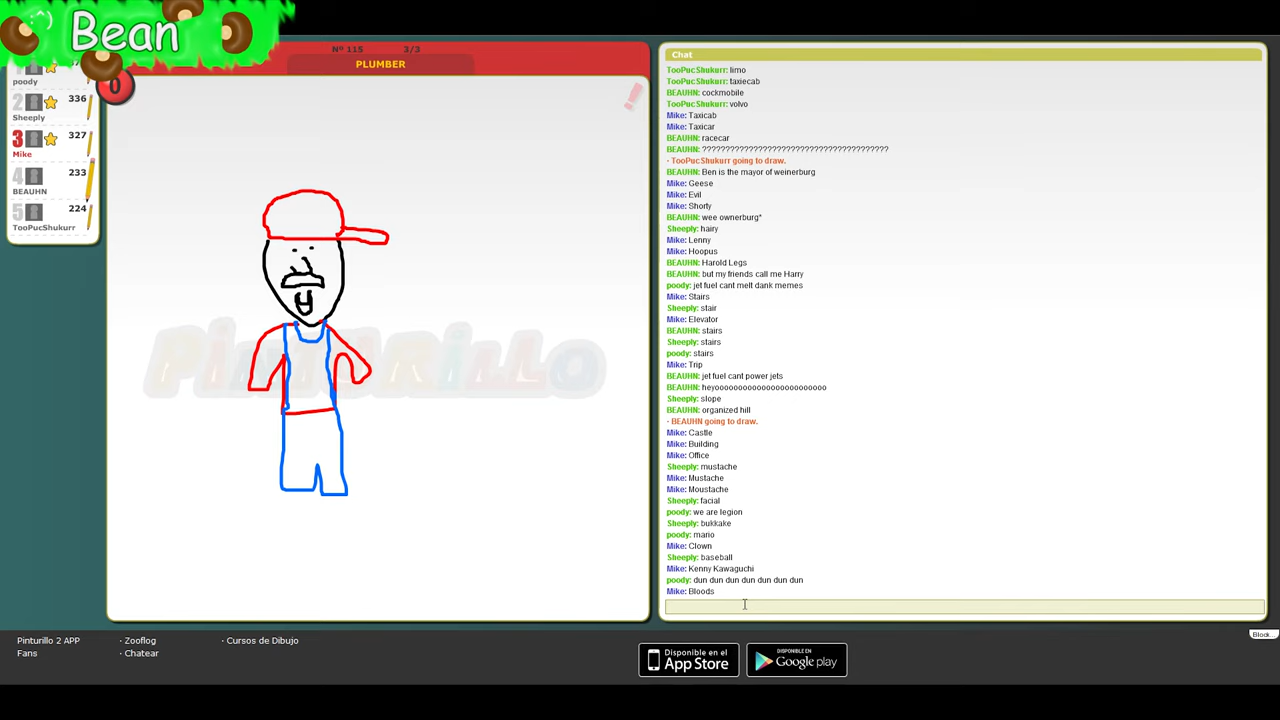 :^)
Bean
Nº 115
3/3
PLUMBER
0
poody
2
336
Sheeply
3
327
Mike
4
233
BEAUHN
5
224
TooPucShukurr
PinturiLLo
Chat
TooPucShukurr: limo
TooPucShukurr: taxiecab
BEAUHN: cockmobile
TooPucShukurr: volvo
Mike: Taxicab
Mike: Taxicar
BEAUHN: racecar
BEAUHN: ????????????????????????????????????????
· TooPucShukurr going to draw.
BEAUHN: Ben is the mayor of weinerburg
Mike: Geese
Mike: Evil
Mike: Shorty
BEAUHN: wee ownerburg*
Sheeply: hairy
Mike: Lenny
Mike: Hoopus
BEAUHN: Harold Legs
BEAUHN: but my friends call me Harry
poody: jet fuel cant melt dank memes
Mike: Stairs
Sheeply: stair
Mike: Elevator
BEAUHN: stairs
Sheeply: stairs
poody: stairs
Mike: Trip
BEAUHN: jet fuel cant power jets
BEAUHN: heyooooooooooooooooooooooo
Sheeply: slope
BEAUHN: organized hill
· BEAUHN going to draw.
Mike: Castle
Mike: Building
Mike: Office
Sheeply: mustache
Mike: Mustache
Mike: Moustache
Sheeply: facial
poody: we are legion
Sheeply: bukkake
poody: mario
Mike: Clown
Sheeply: baseball
Mike: Kenny Kawaguchi
poody: dun dun dun dun dun dun dun
Mike: Bloods
Block...
Pinturillo 2 APP
· Zooflog
· Cursos de Dibujo
Fans
· Chatear
Disponible en el
App Store
DISPONIBLE EN
Google play